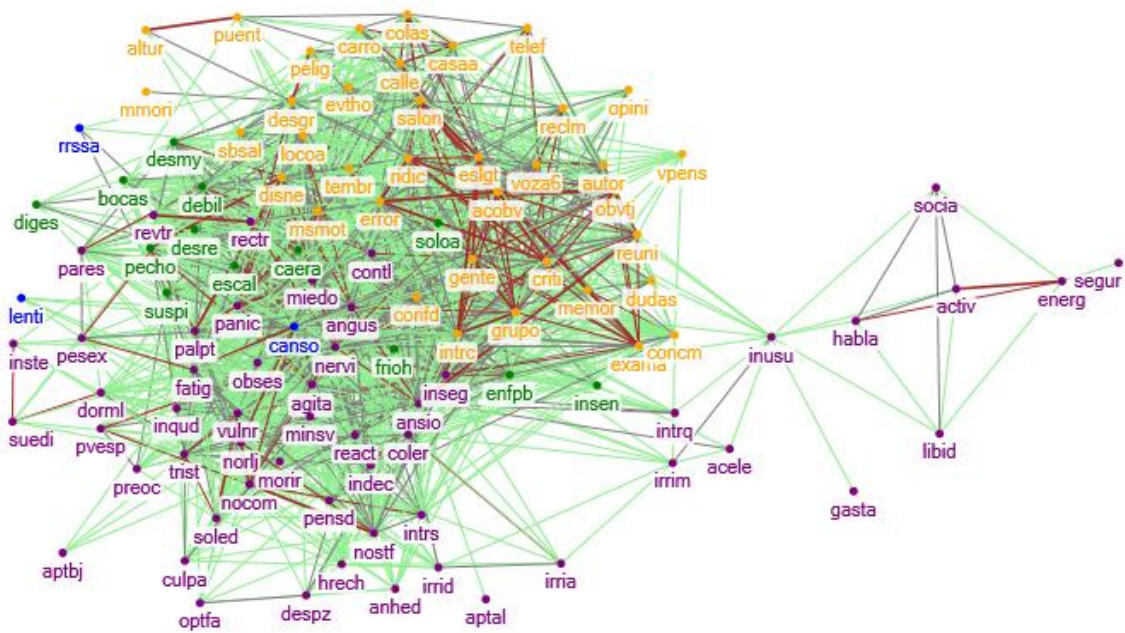 colas
puent
altur
carro
telef
casaa
pelig
calle
mmori
evtho
opini
desgr
salon
reclm
rrssa
sbsal
locoa
desmy
ridic
eslgt
voza6
autor
vpens
bocas
debil
disne
tembr
acobv
obvtj
socia
diges
revtr
rectr
msmot
error
soloa
desre
reuni
pares
pecho
escal
caera
contl
gente
criti
segur
energ
activ
suspi
miedo
memor
dudas
lenti
panic
angus
confd
grupo
habla
inste
pesex
palpt
canso
nervi
intrc
exama
concm
inusu
fatig
obses
frioh
inseg
enfpb
insen
dorml
agita
suedi
pvesp
inqud
vulnr
minsv
ansio
intrq
libid
preoc
trist
norlj
morir
react
coler
acele
irrim
nocom
indec
gasta
soled
pensd
intrs
nostf
aptbj
culpa
hrech
irrid
irria
optfa
despz
anhed
aptal